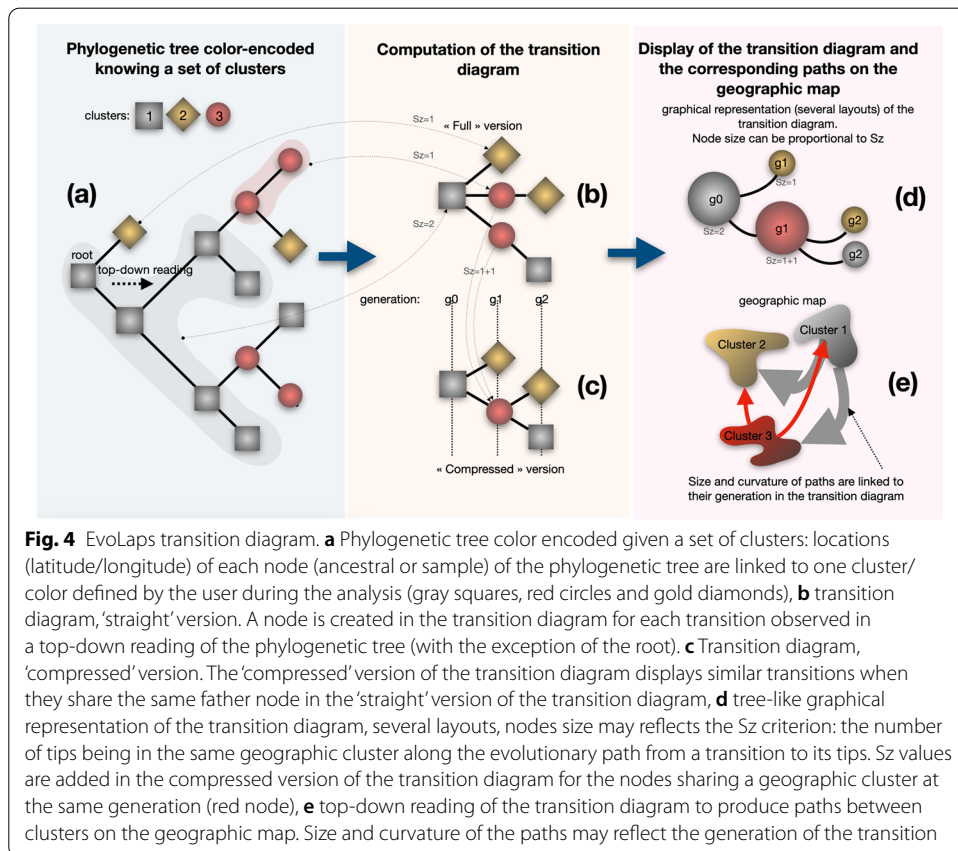 Phylogenetic tree color-encoded
knowing a set of clusters
clusters: 1 2 3
(a)
root
top-down reading
Computation of the transition
diagram
« Full » version
Sz=1
Sz=1
(b)
Sz=2
Sz=1+1
generation: g0 g1 g2
(c)
« Compressed » version
Display of the transition diagram and
the corresponding paths on the
geographic map
graphical representation (several layouts) of the
transition diagram.
Node size can be proportional to Sz
g1
Sz=1
g0
(d)
Sz=2
g1
g2
g2
Sz=1+1
geographic map
Cluster 1
Cluster 2
(e)
Cluster 3
Size and curvature of paths are linked to
their generation in the transition diagram
Fig. 4 EvoLaps transition diagram. a Phylogenetic tree color encoded given a set of clusters: locations
(latitude/longitude) of each node (ancestral or sample) of the phylogenetic tree are linked to one cluster/
color defined by the user during the analysis (gray squares, red circles and gold diamonds), b transition
diagram, ‘straight’ version. A node is created in the transition diagram for each transition observed in
a top-down reading of the phylogenetic tree (with the exception of the root). c Transition diagram,
‘compressed’ version. The ‘compressed’ version of the transition diagram displays similar transitions when
they share the same father node in the ‘straight’ version of the transition diagram, d tree-like graphical
representation of the transition diagram, several layouts, nodes size may reflects the Sz criterion: the number
of tips being in the same geographic cluster along the evolutionary path from a transition to its tips. Sz values
are added in the compressed version of the transition diagram for the nodes sharing a geographic cluster at
the same generation (red node), e top-down reading of the transition diagram to produce paths between
clusters on the geographic map. Size and curvature of the paths may reflect the generation of the transition